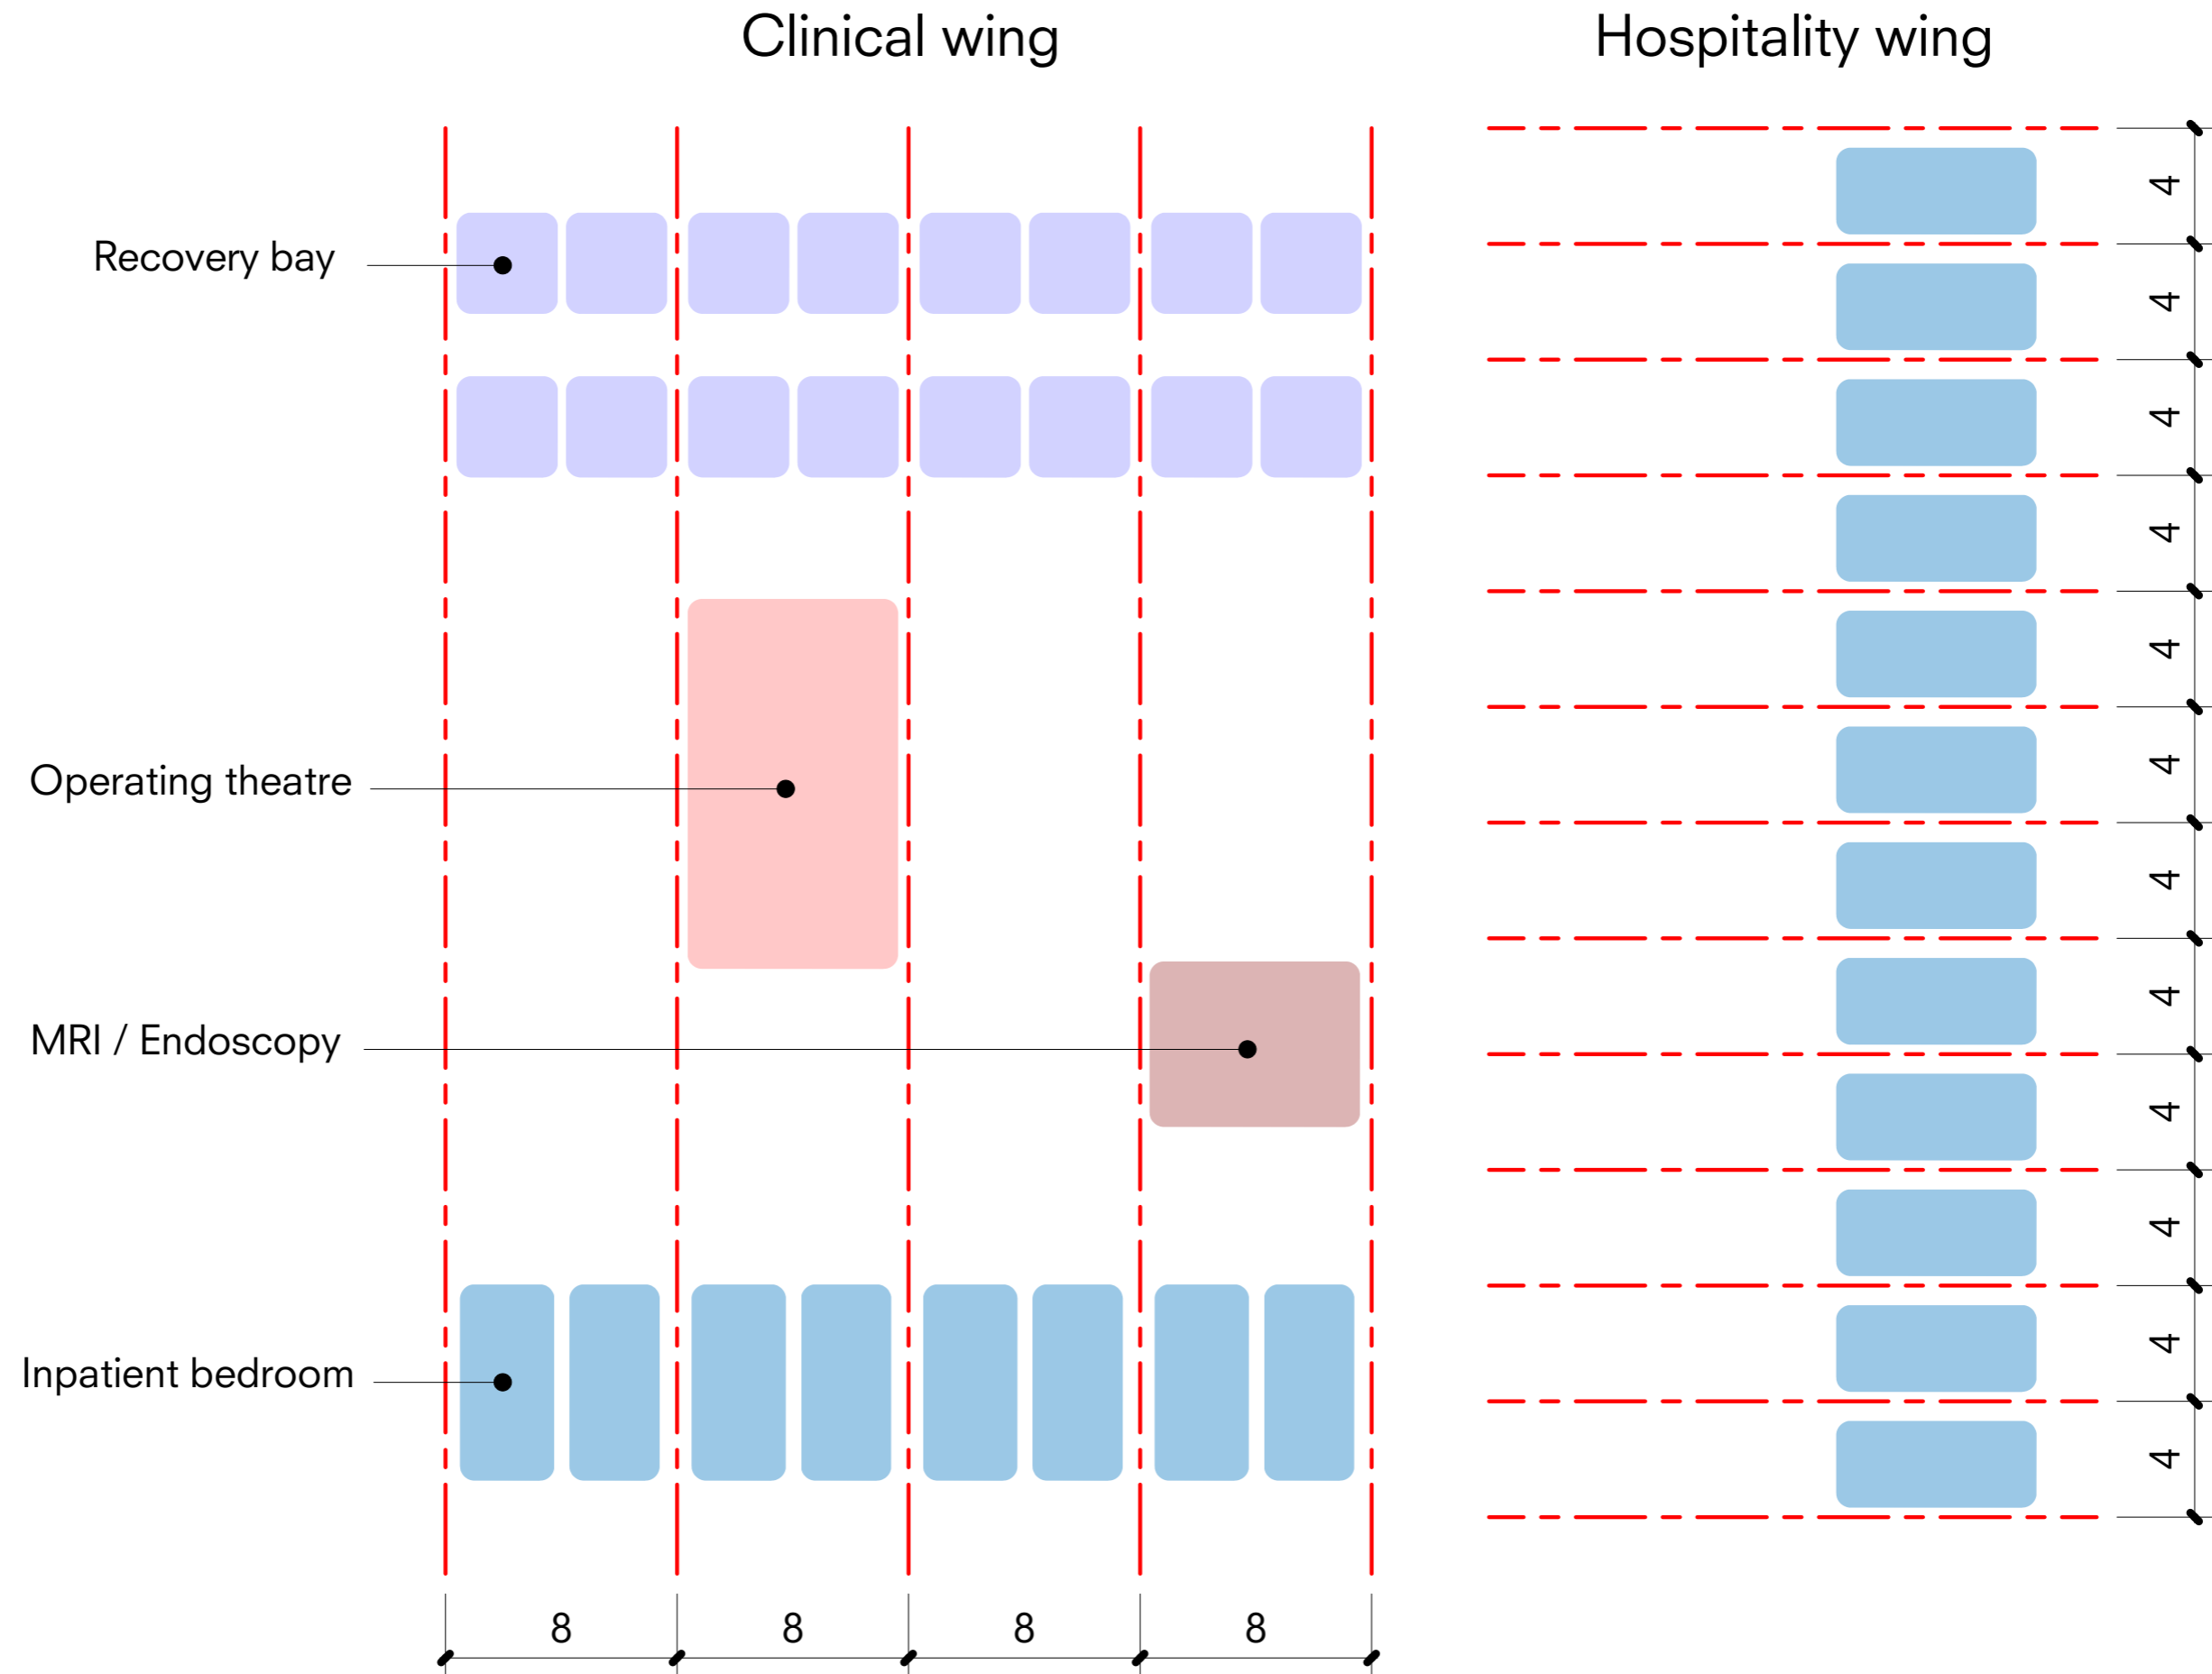 Clinical wing
Hospitality wing
Recovery bay
Operating theatre
MRI / Endoscopy
Inpatient bedroom
8 8 8 8
4
4
4
4
4
4
4
4
4
4
4
4